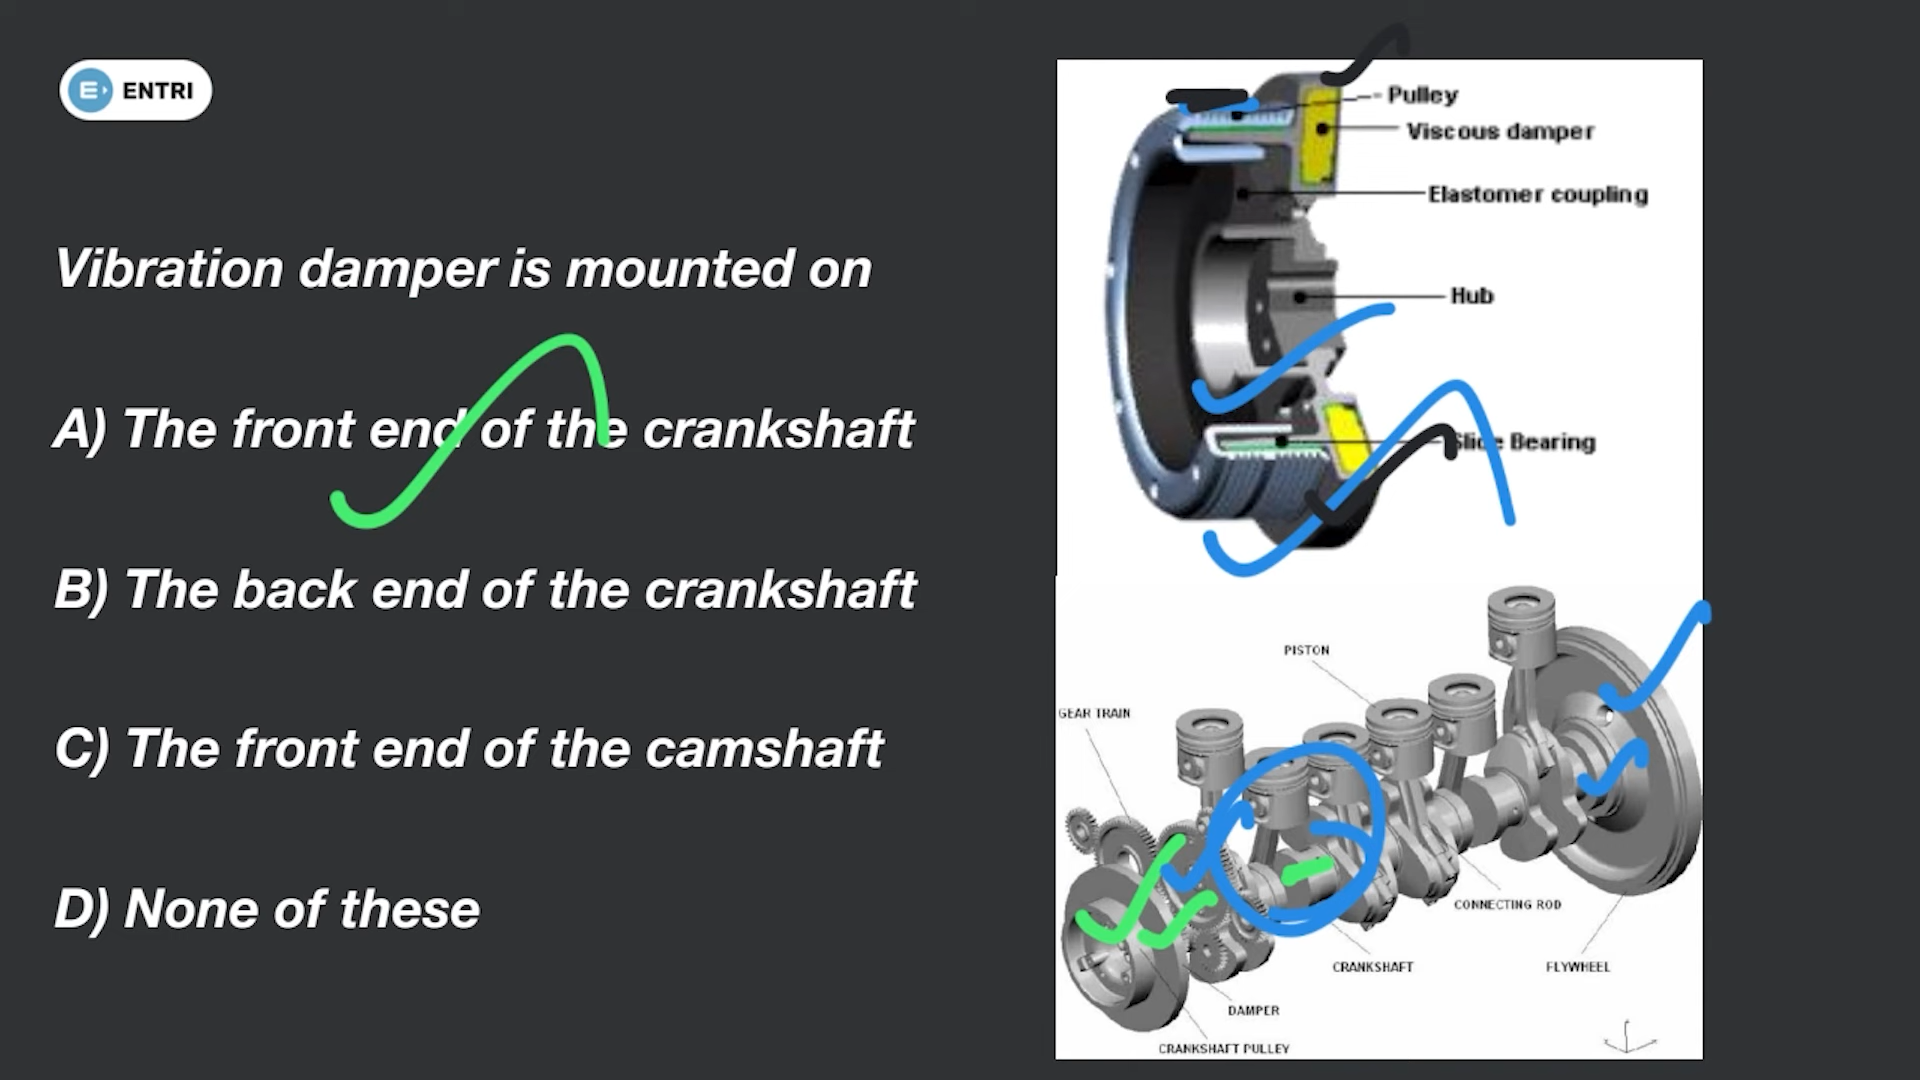 ENTRI
Vibration damper is mounted on
A) The front end of the crankshaft
B) The back end of the crankshaft
C) The front end of the camshaft
D) None of these
Pulley
Viscous damper
Elastomer coupling
Hub
Slide Bearing
PISTON
GEAR TRAIN
CONNECTING ROD
CRANKSHAFT
FLYWHEEL
DAMPER
CRANKSHAFT PULLEY